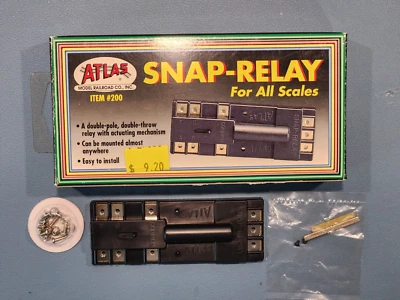 ATLAS
MODEL RAILROAD CO., INC.
ITEM #200
SNAP-RELAY
For All Scales
• A double-pole, double-throw
relay with actuating mechanism
• Can be mounted almost
anywhere
• Easy to install
$ 9.20